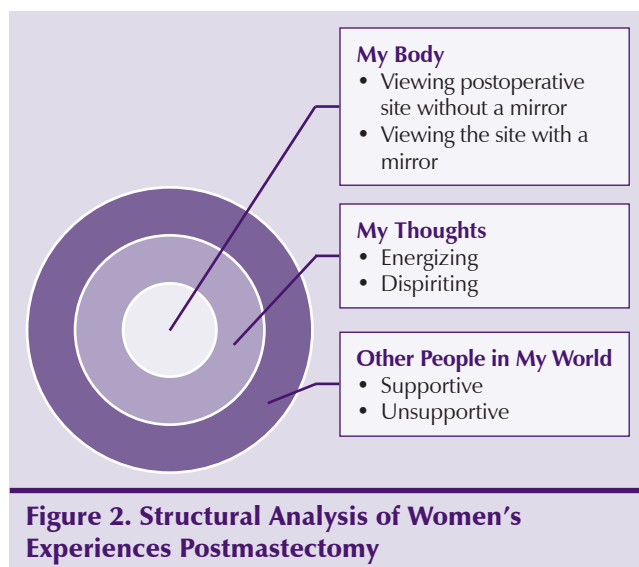 My Body
• Viewing postoperative
site without a mirror
• Viewing the site with a
mirror
My Thoughts
• Energizing
• Dispiriting
Other People in My World
• Supportive
• Unsupportive
Figure 2. Structural Analysis of Women’s
Experiences Postmastectomy